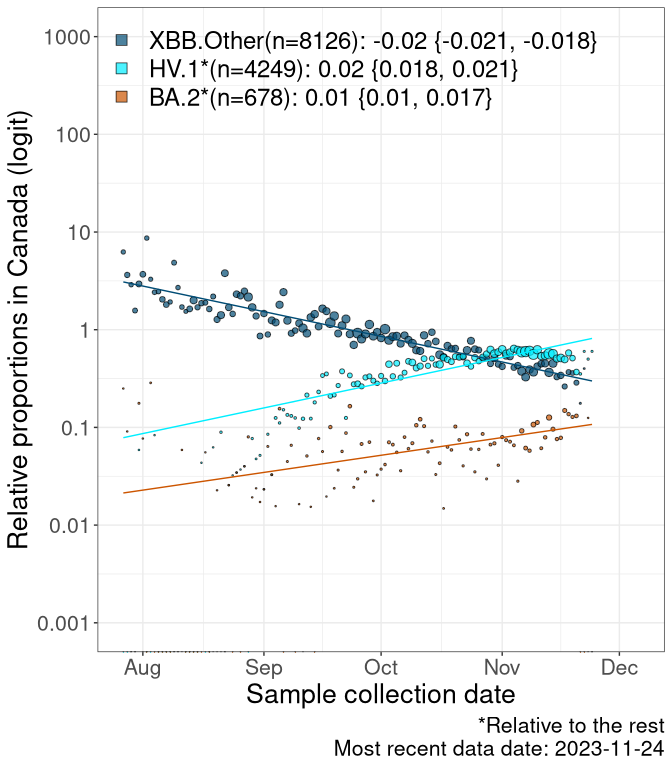 XBB.Other(n=8126): -0.02 {-0.021, -0.018}
HV.1*(n=4249): 0.02 {0.018, 0.021}
BA.2*(n=678): 0.01 {0.01, 0.017}
Relative proportions in Canada (logit)
1000
100
10
1
0.1
0.01
0.001
Aug Sep Oct Nov Dec
Sample collection date
*Relative to the rest
Most recent data date: 2023-11-24